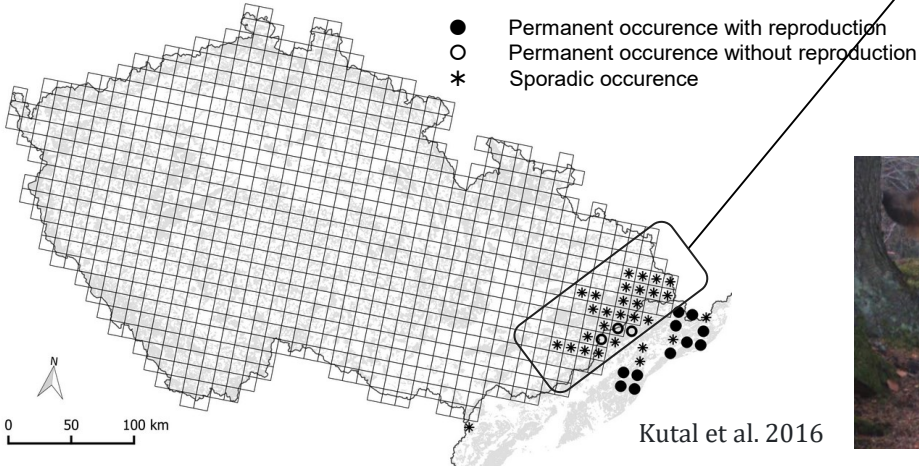 Permanent occurence with reproduction
Permanent occurence without reproduction
Sporadic occurence
N
0 50 100 km
Kutal et al. 2016